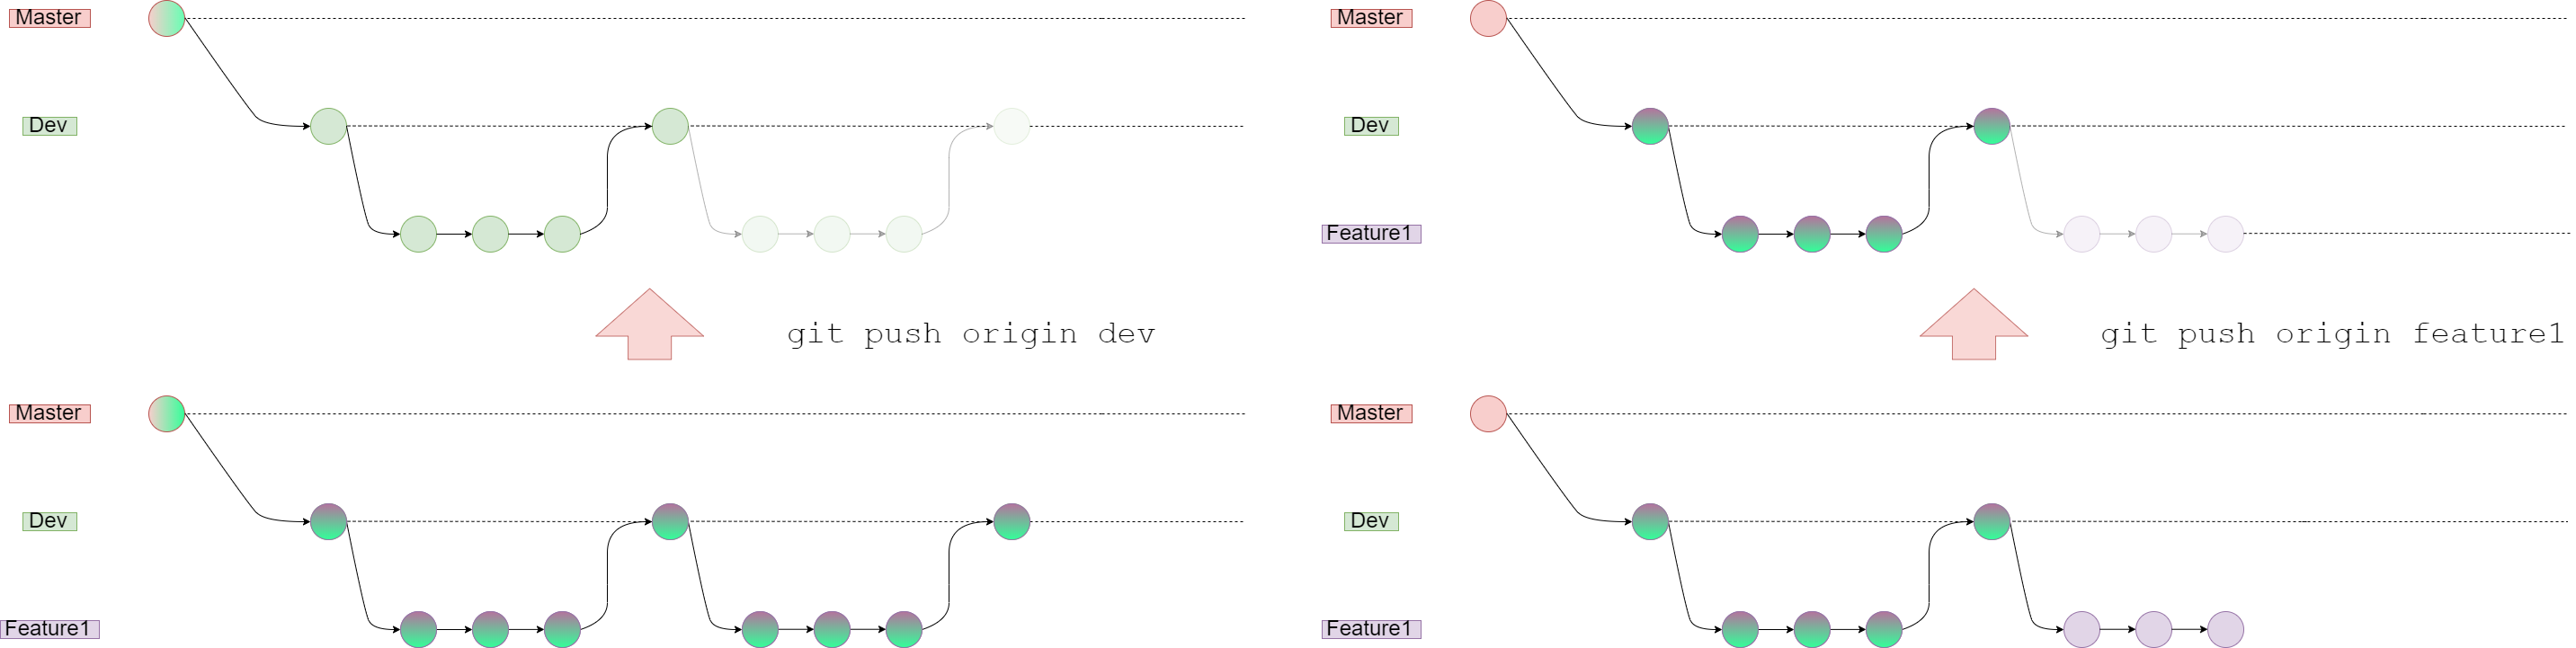 Master
Dev
git push origin dev
Master
Dev
Feature1
Master
Dev
Feature1
git push origin feature1
Master
Dev
Feature1